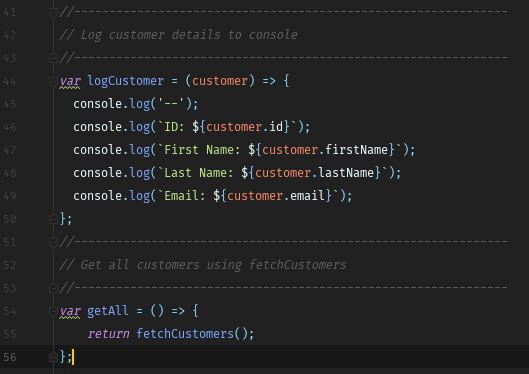 41 //--------------------------------------------------------------
42 // Log customer details to console
43 //--------------------------------------------------------------
44 var logCustomer = (customer) => {
45   console.log('--');
46   console.log(`ID: ${customer.id}`);
47   console.log(`First Name: ${customer.firstName}`);
48   console.log(`Last Name: ${customer.lastName}`);
49   console.log(`Email: ${customer.email}`);
50 };
51 //--------------------------------------------------------------
52 // Get all customers using fetchCustomers
53 //--------------------------------------------------------------
54 var getAll = () => {
55     return fetchCustomers();
56 };